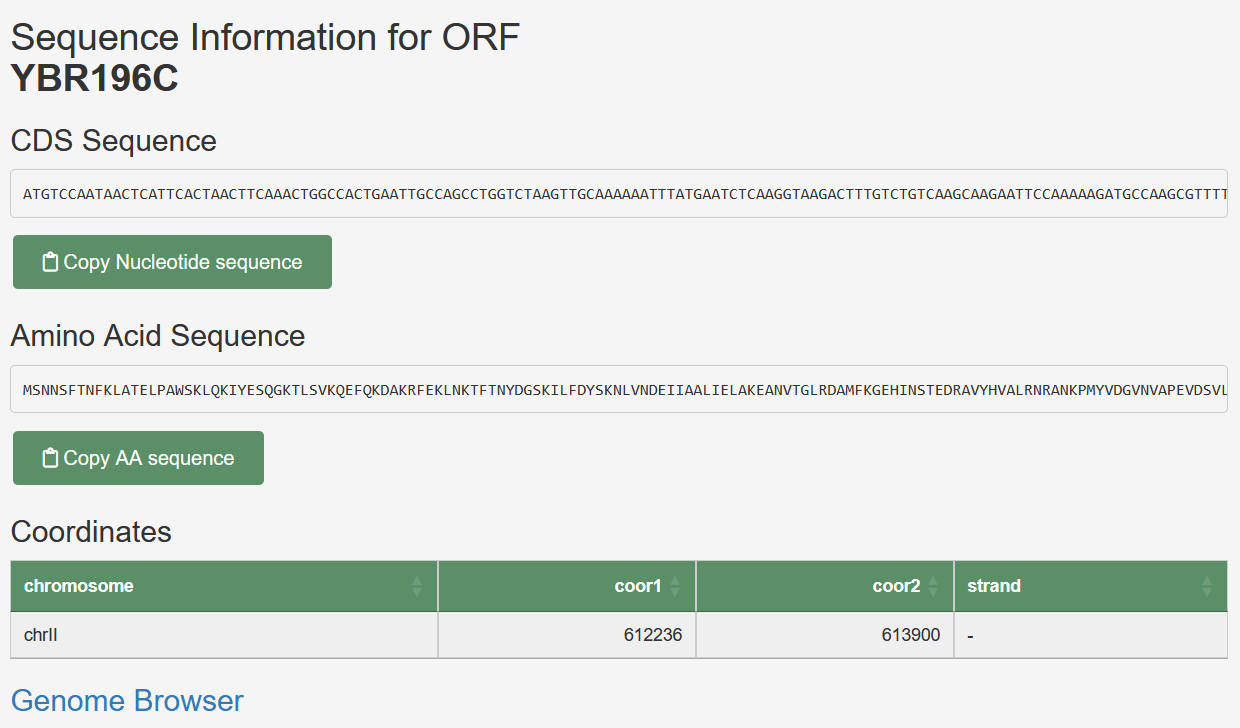 Sequence Information for ORF
YBR196C
CDS Sequence
ATGTCCAATAACTCATTCACTAACTTCAAACTGGCCACTGAATTGCCAGCCTGGTCTAAGTTGCAAAAAATTTATGAATCTCAAGGTAAGACTTTGTCTGTCAAGCAAGAATTCCAAAAAGATGCCAAGCGTTTT
Copy Nucleotide sequence
Amino Acid Sequence
MSNNSFTNFKLATELPAWSKLQKIYESQGKTLSVKQEFQKDAKRFEKLNKTFTNYDGSKILFDYSKNLVNDEIIAALIELAKEANVTGLRDAMFKGEHINSTEDRAVYHVALRNRANKPMYVDGVNVAPEVDSVL
Copy AA sequence
Coordinates
chromosome coor1 coor2 strand
chrII 612236 613900 -
Genome Browser